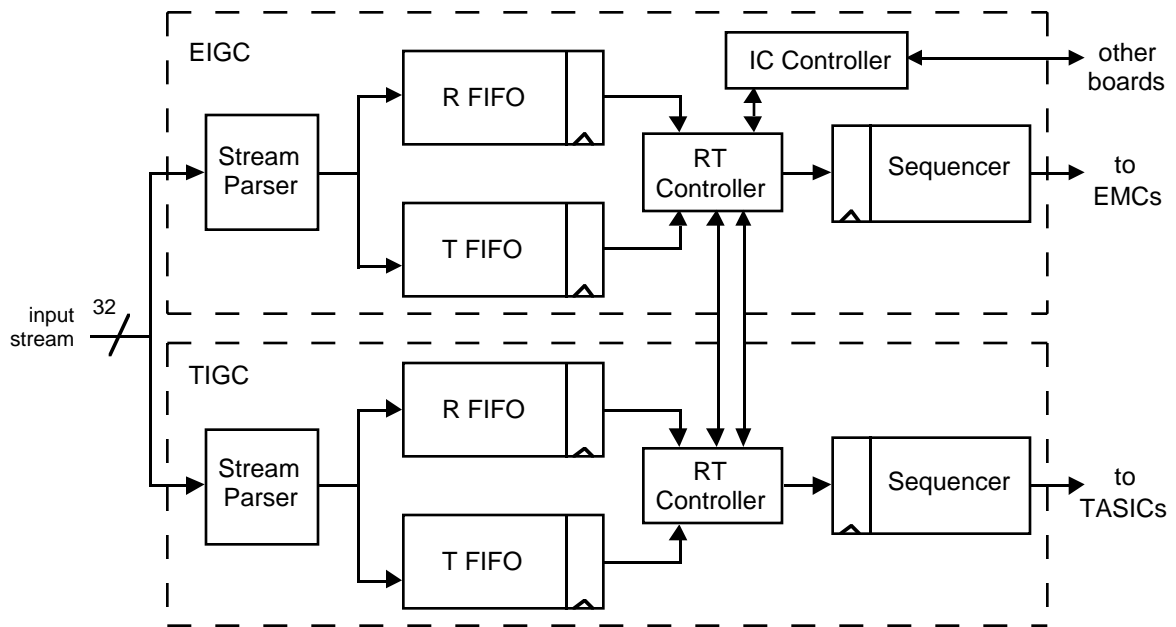 EIGC
R FIFO
IC Controller
other
boards
Stream
Parser
RT
Controller
Sequencer
to
EMCs
T FIFO
32
input
stream
TIGC
R FIFO
Stream
Parser
RT
Controller
Sequencer
to
TASICs
T FIFO